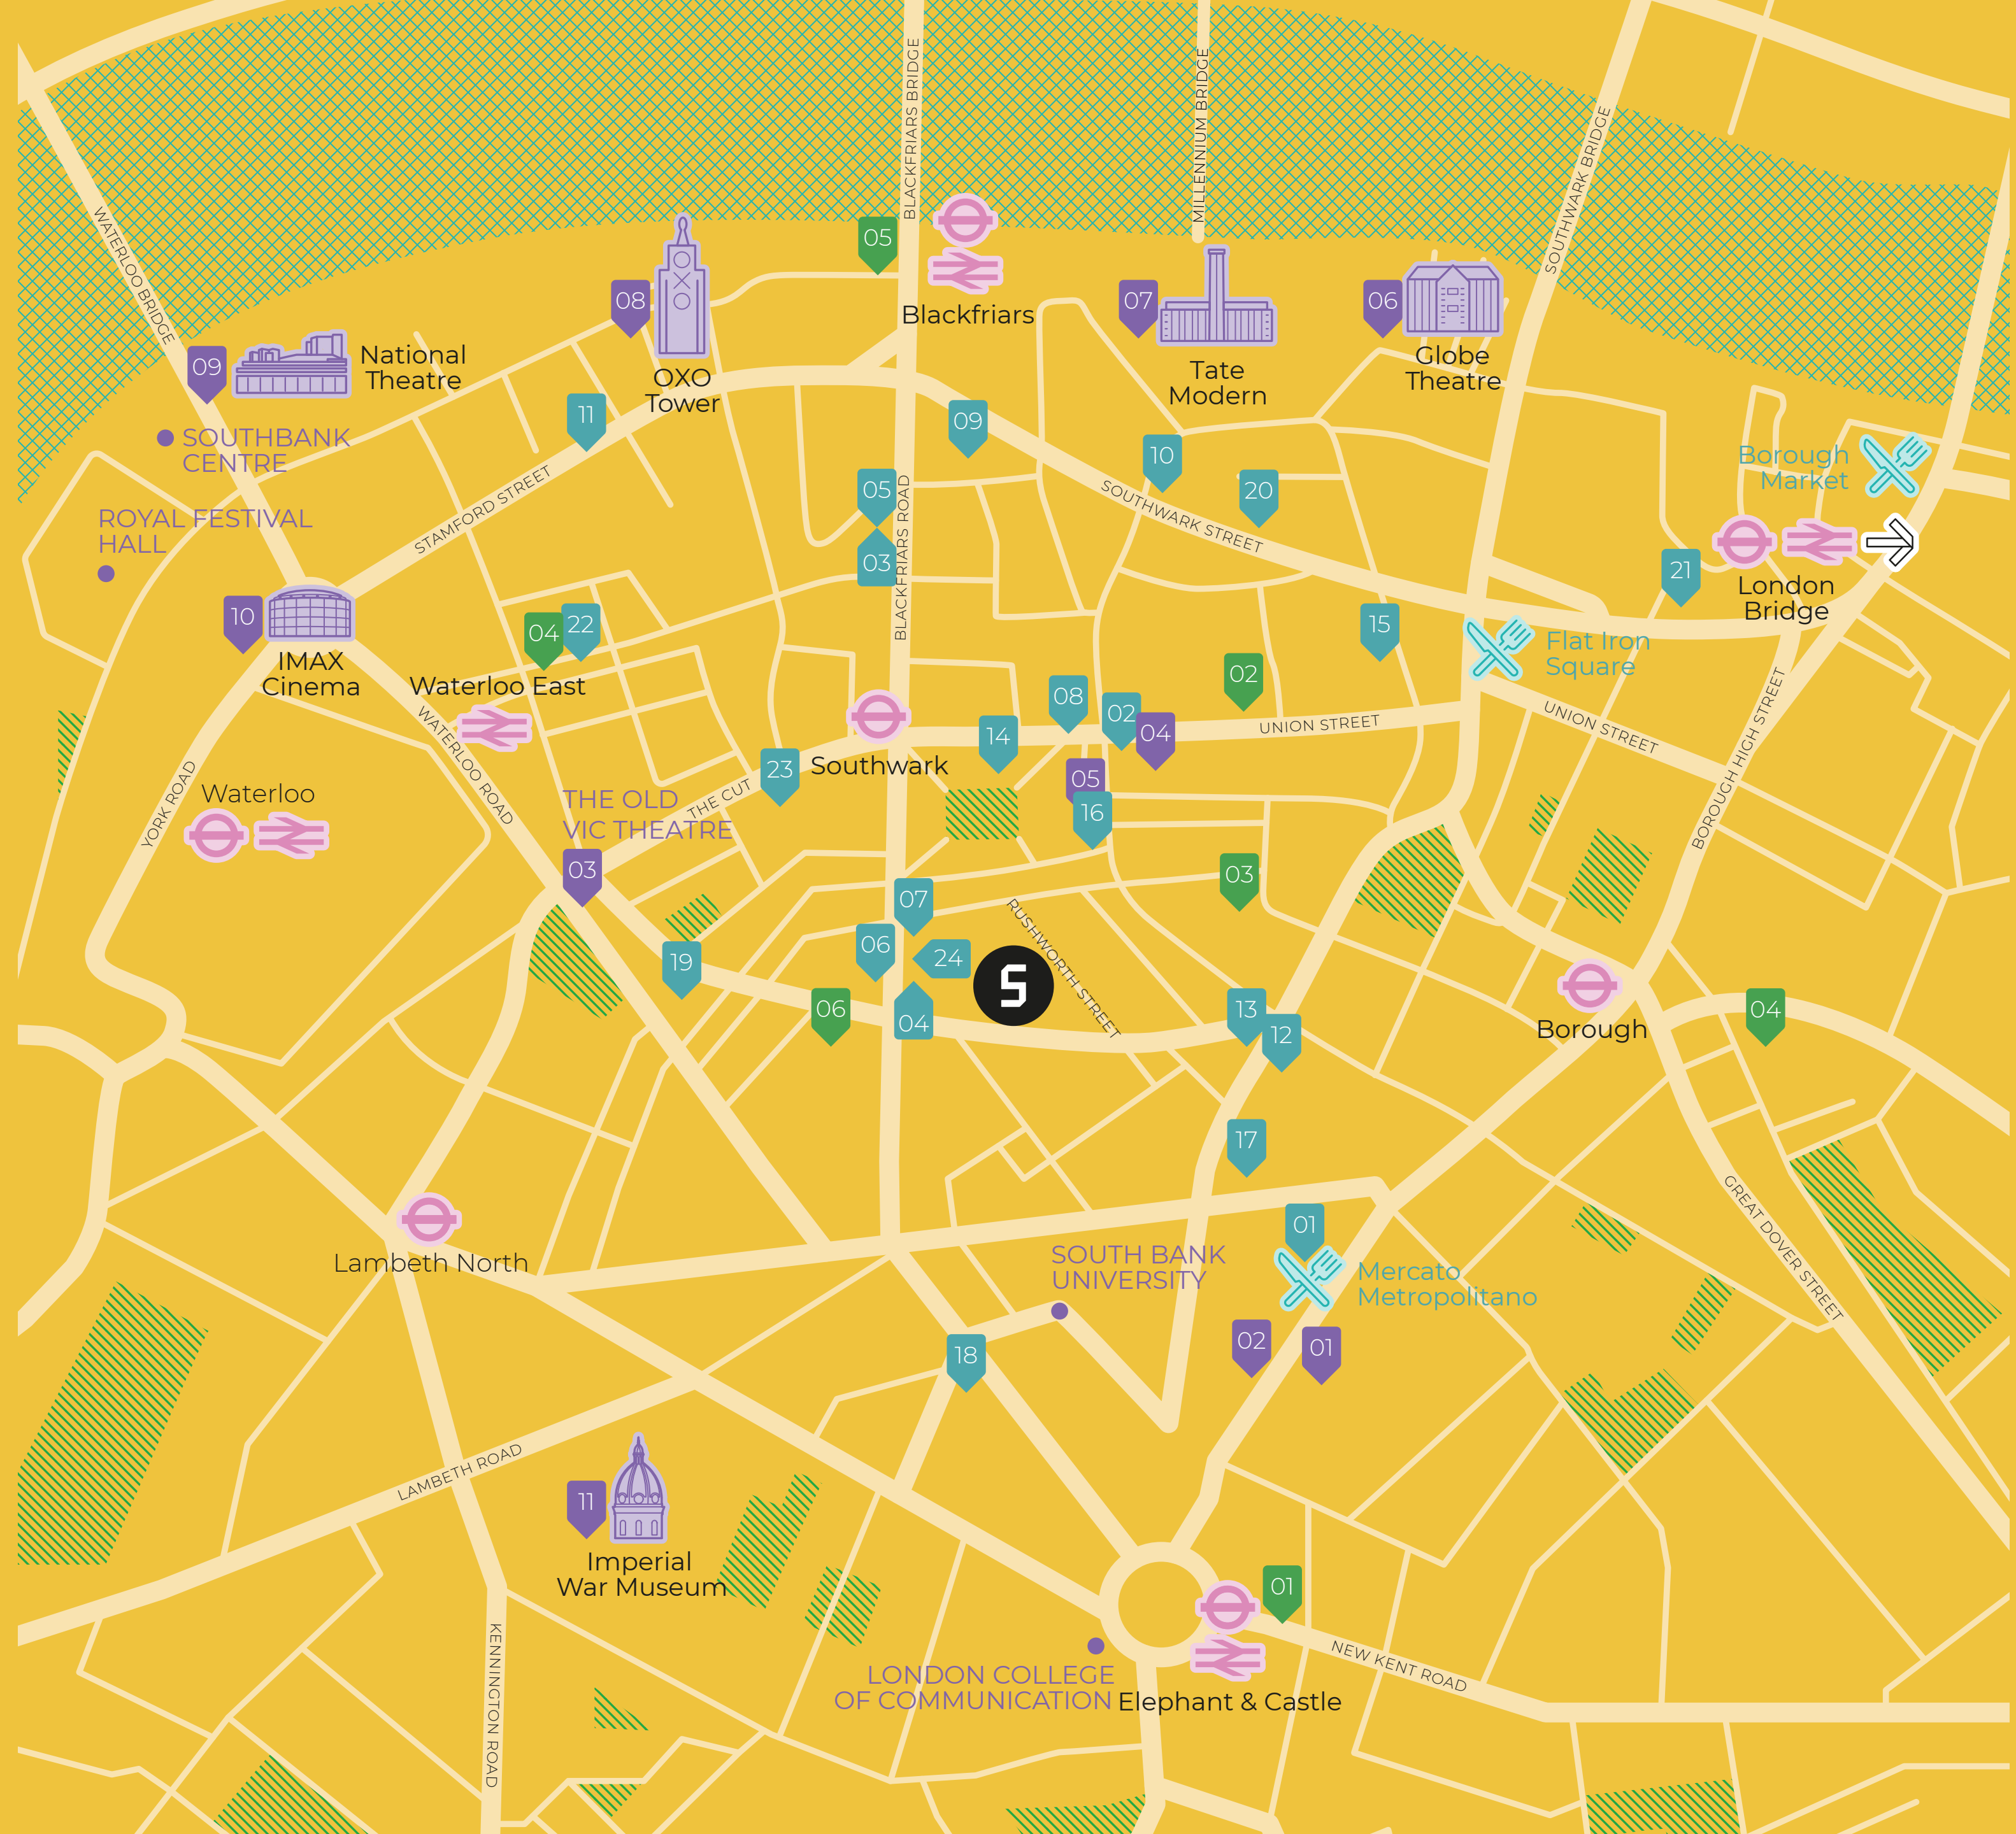 BLACKFRIARS BRIDGE
MILLENNIUM BRIDGE
SOUTHWARK BRIDGE
WATERLOO BRIDGE
05
Blackfriars
08
OXO
Tower
07
Tate
Modern
06
Globe
Theatre
09
National
Theatre
SOUTHBANK
CENTRE
11
09
10
20
Borough
Market
ROYAL FESTIVAL
HALL
STAMFORD STREET
05
03
BLACKFRIARS ROAD
SOUTHWARK STREET
21
London
Bridge
10
IMAX
Cinema
04
22
15
Flat Iron
Square
Waterloo East
WATERLOO ROAD
02
08
02
04
14
UNION STREET
UNION STREET
BOROUGH HIGH STREET
Southwark
23
THE CUT
05
16
Waterloo
YORK ROAD
THE OLD
VIC THEATRE
03
03
07
06
24
RUSHWORTH STREET
19
06
04
S
13
12
Borough
04
17
GREAT DOVER STREET
Lambeth North
01
SOUTH BANK
UNIVERSITY
Mercato
Metropolitano
02
01
18
LAMBETH ROAD
11
Imperial
War Museum
01
KENNINGTON ROAD
LONDON COLLEGE
OF COMMUNICATION
Elephant & Castle
NEW KENT ROAD